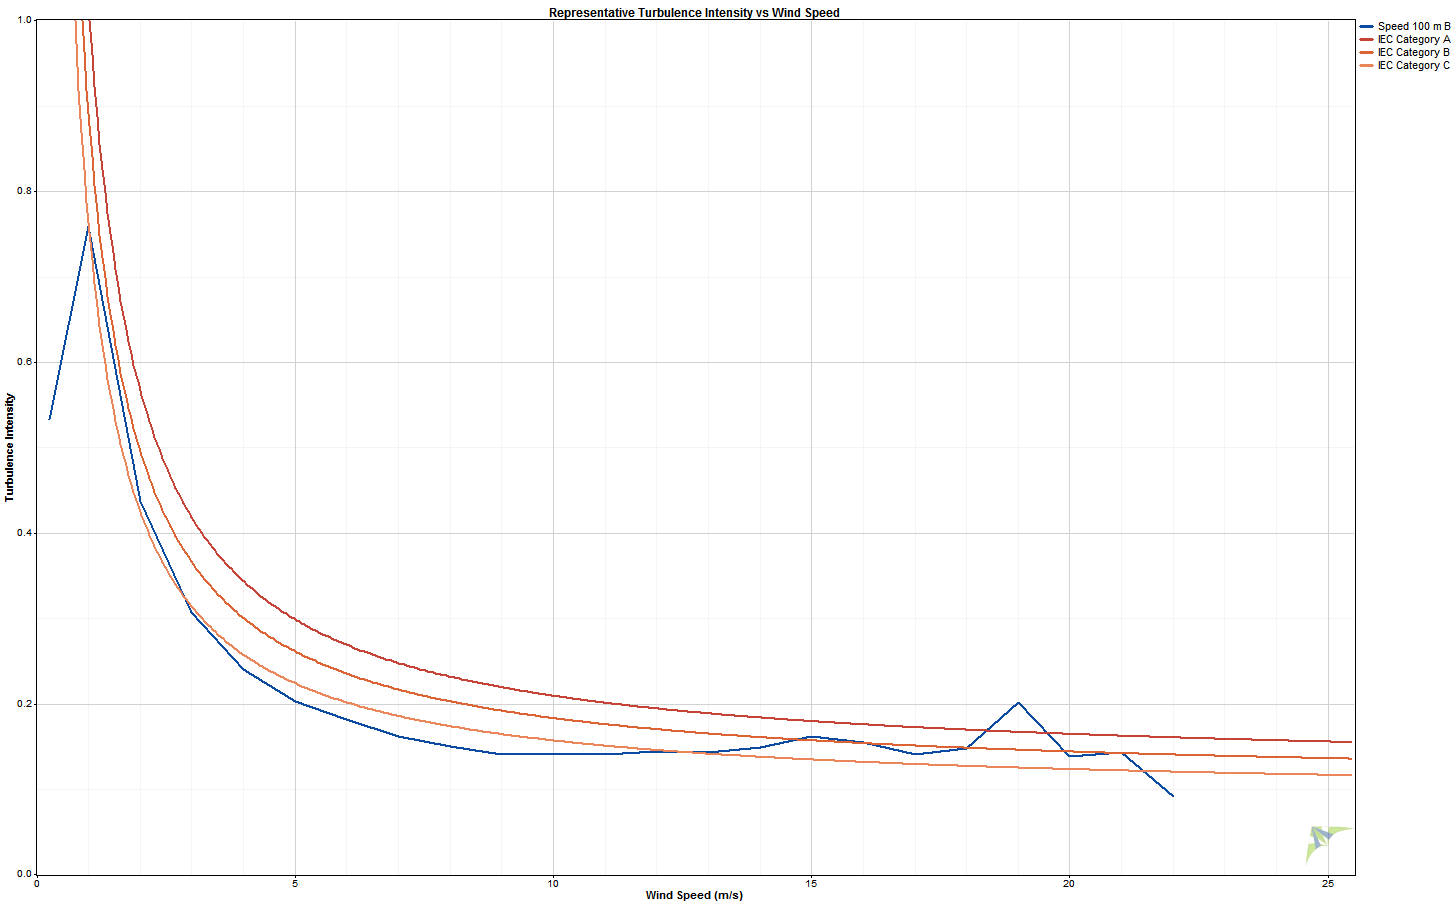 Representative Turbulence Intensity vs Wind Speed
1.0
0.8
0.6
0.4
0.2
0.0
Turbulence Intensity
0 5 10 15 20 25
Wind Speed (m/s)
Speed 100 m B
IEC Category A
IEC Category B
IEC Category C